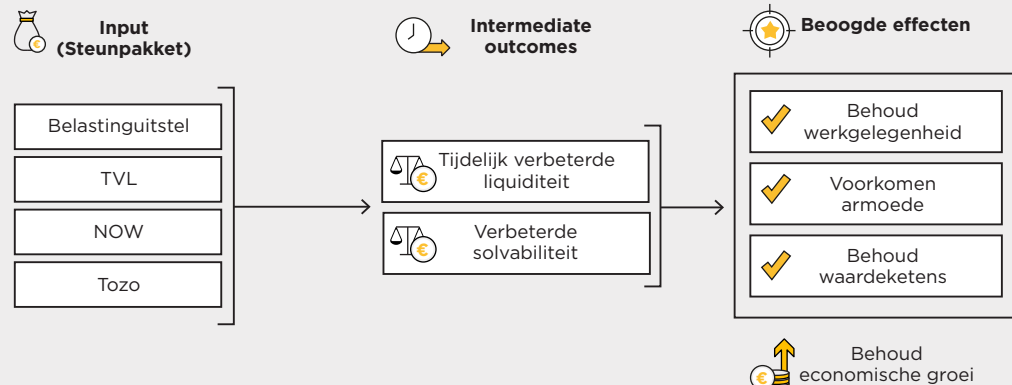 Input
(Steunpakket)
Belastinguitstel
TVL
NOW
Tozo
Intermediate
outcomes
Tijdelijk verbeterde
liquiditeit
Verbeterde
solvabiliteit
Beoogde effecten
Behoud
werkgelegenheid
Voorkomen
armoede
Behoud
waardeketens
Behoud
economische groei